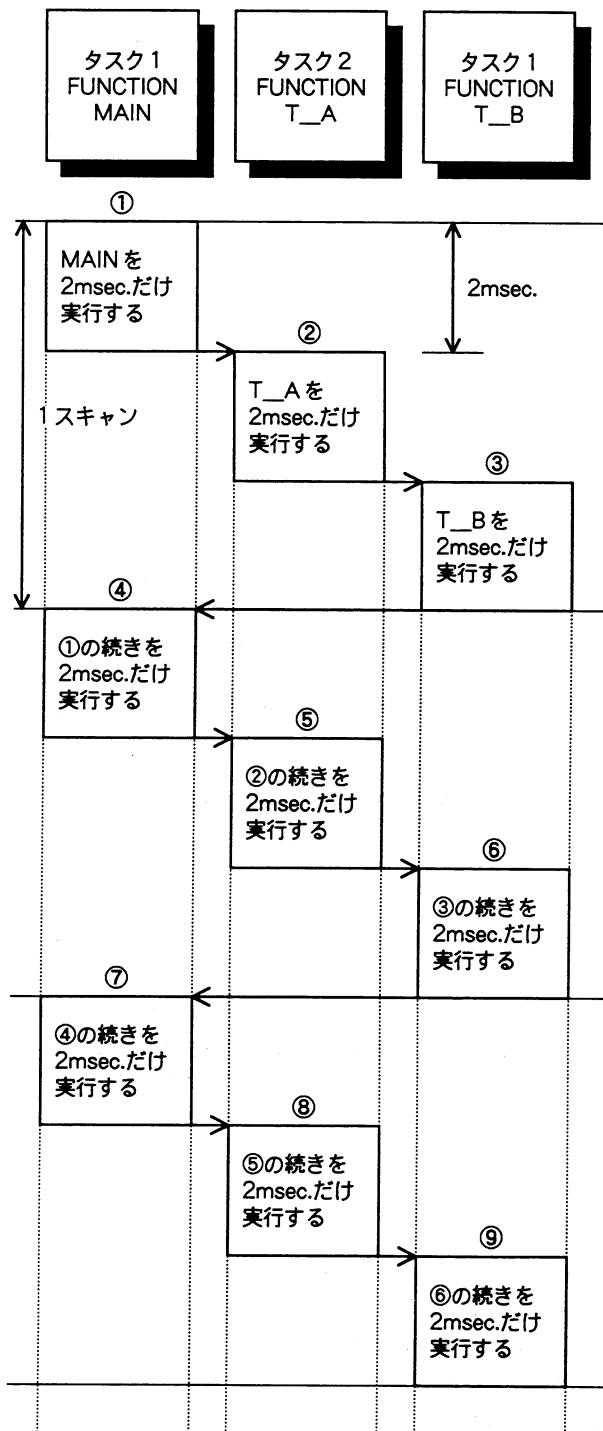 タスク1
FUNCTION
MAIN
タスク2
FUNCTION
T__A
タスク1
FUNCTION
T__B
①
MAINを
2msec.だけ
実行する
2msec.
②
T__Aを
2msec.だけ
実行する
1スキャン
③
T__Bを
2msec.だけ
実行する
④
①の続きを
2msec.だけ
実行する
⑤
②の続きを
2msec.だけ
実行する
⑥
③の続きを
2msec.だけ
実行する
⑦
④の続きを
2msec.だけ
実行する
⑧
⑤の続きを
2msec.だけ
実行する
⑨
⑥の続きを
2msec.だけ
実行する